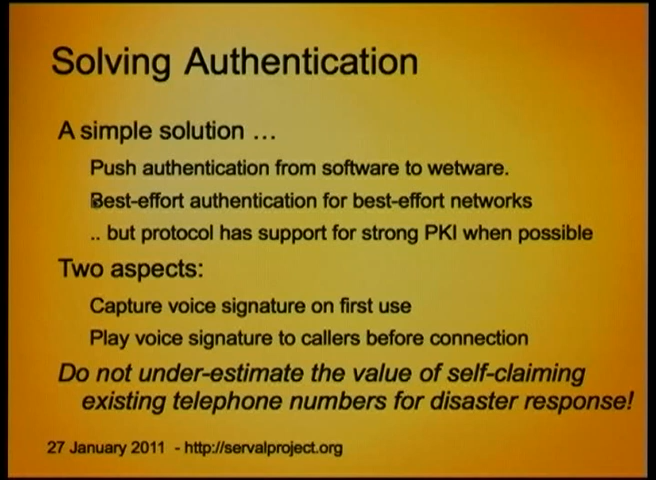 Solving Authentication
A simple solution …
Push authentication from software to wetware.
Best-effort authentication for best-effort networks
.. but protocol has support for strong PKI when possible
Two aspects:
Capture voice signature on first use
Play voice signature to callers before connection
Do not under-estimate the value of self-claiming
existing telephone numbers for disaster response!
27 January 2011 - http://servalproject.org